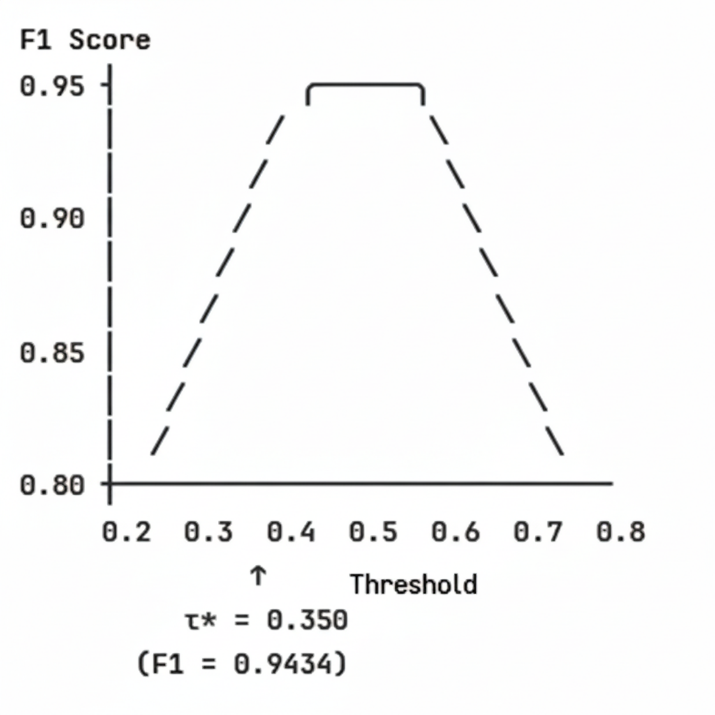 F1 Score
0.95
0.90
0.85
0.80
0.2 0.3 0.4 0.5 0.6 0.7 0.8
↑ Threshold
τ* = 0.350
(F1 = 0.9434)